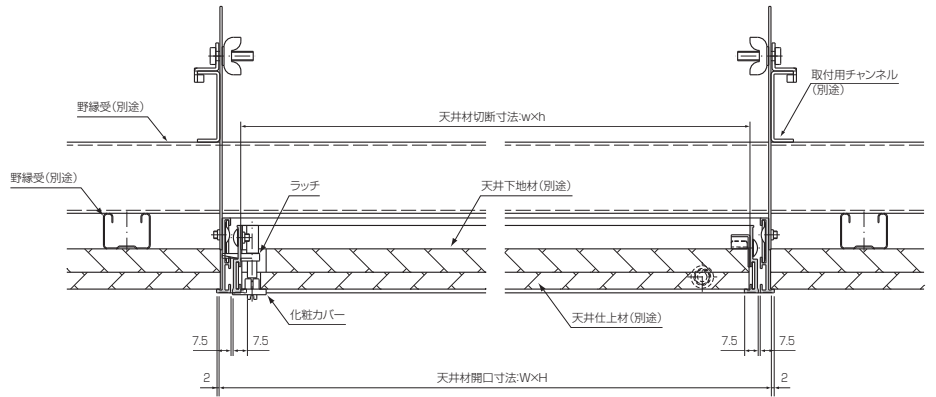 取付用チャンネル
(別途)
野縁受(別途)
天井材切断寸法:w×h
野縁受(別途)
ラッチ
天井下地材(別途)
化粧カバー
天井仕上材(別途)
7.5
7.5
7.5
7.5
2
天井材開口寸法:W×H
2